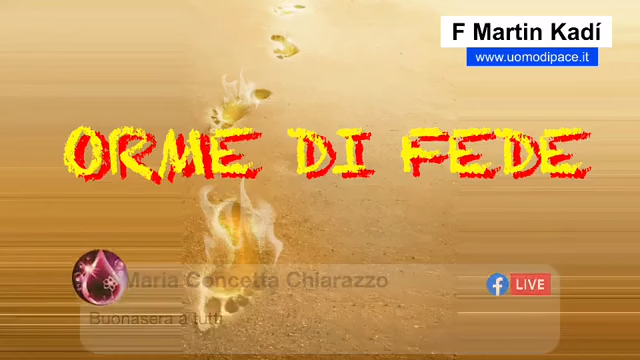 F Martin Kadí
www.uomodipace.it
ORME DI FEDE
Maria Concetta Chiarazzo
LIVE
Buonasera a tutti